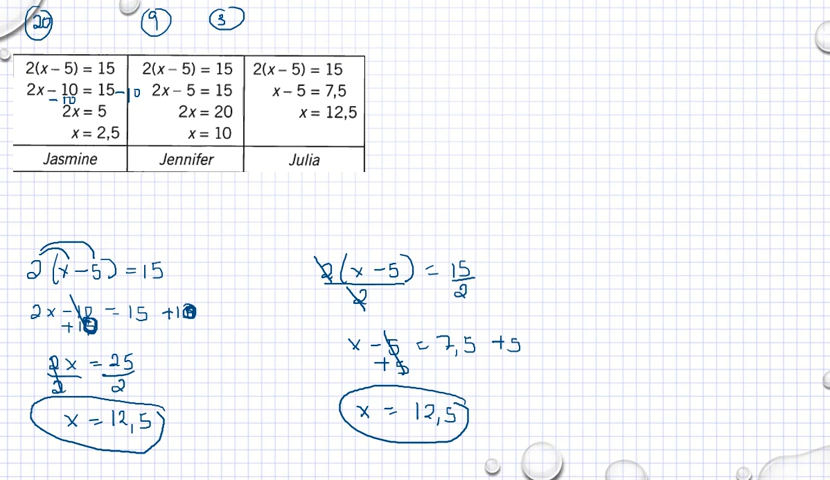 20 9 3
2(x – 5) = 15 2(x – 5) = 15 2(x – 5) = 15
2x – 10 = 15 –10 2x – 5 = 15 x – 5 = 7,5
–10
2x = 5 2x = 20 x = 12,5
x = 2,5 x = 10
Jasmine Jennifer Julia
2(x – 5) = 15
2x – 10 = 15 + 10
+ 10
2x = 25
2 2
x = 12,5
2(x – 5) = 15
2 2
x – 5 = 7,5 + 5
+ 5
x = 12,5